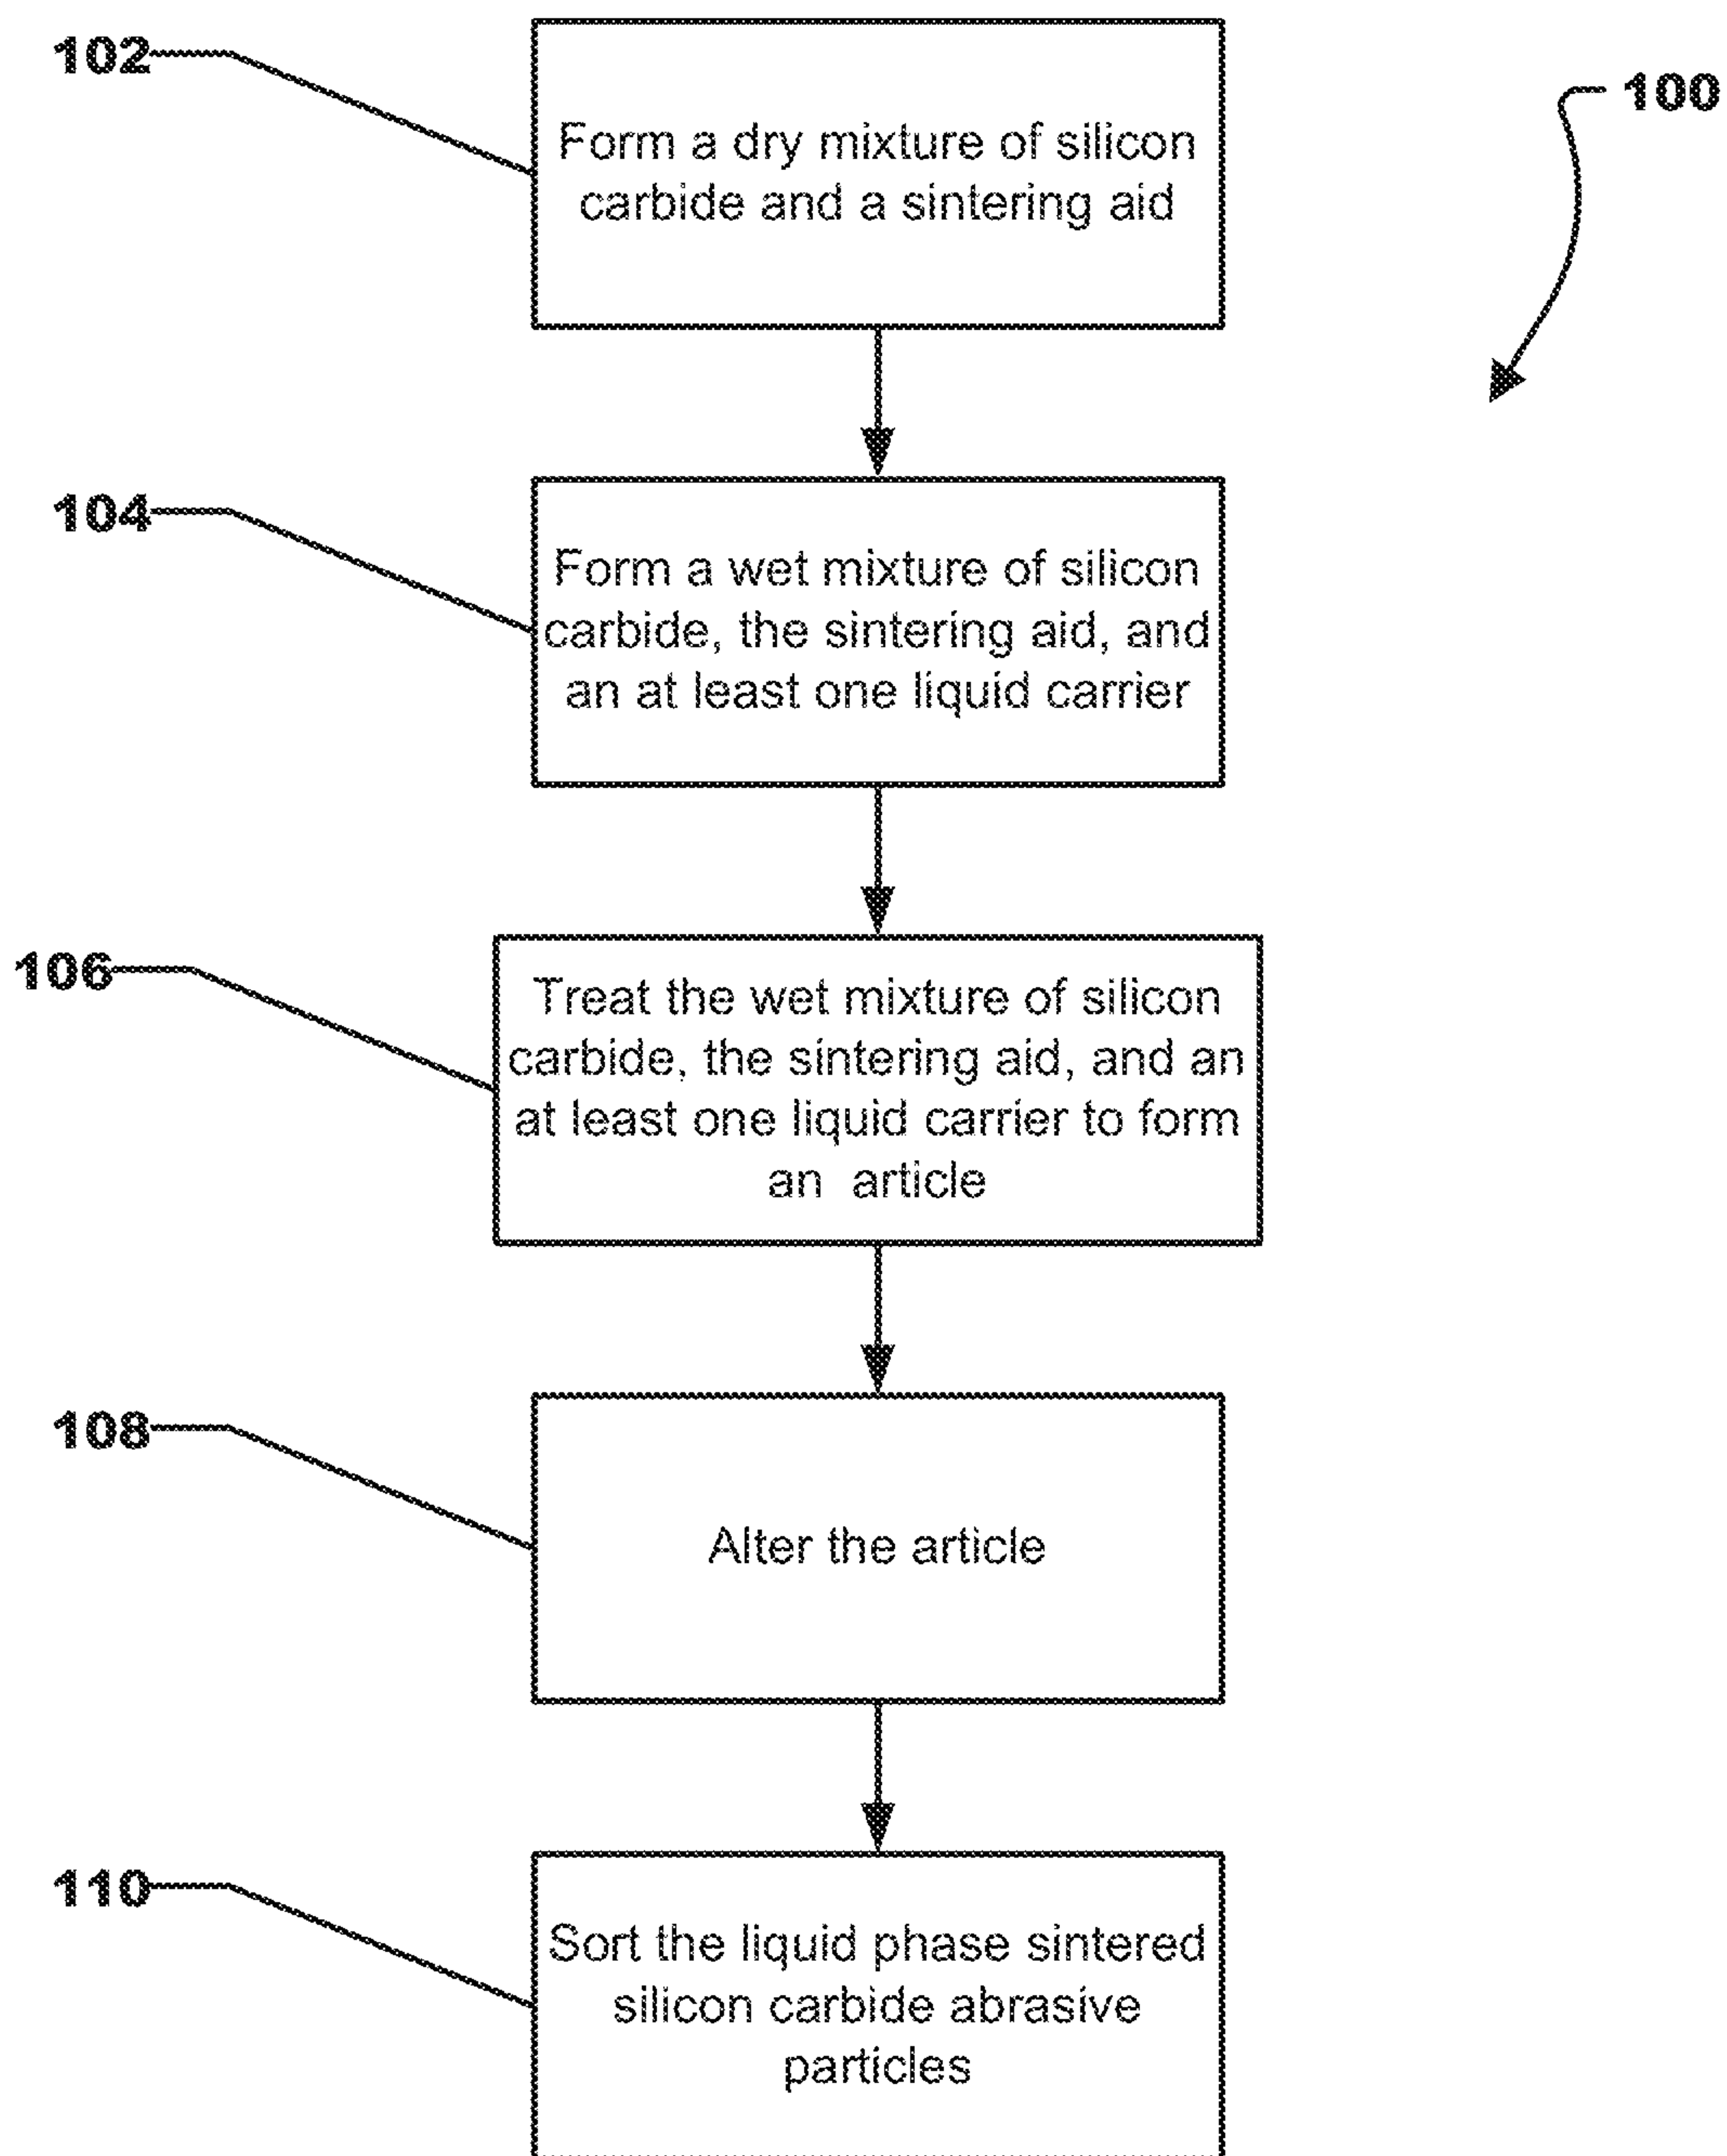 102
100
Form a dry mixture of silicon
carbide and a sintering aid
104
Form a wet mixture of silicon
carbide, the sintering aid, and
an at least one liquid carrier
106
Treat the wet mixture of silicon
carbide, the sintering aid, and an
at least one liquid carrier to form
an article
108
Alter the article
110
Sort the liquid phase sintered
silicon carbide abrasive
particles